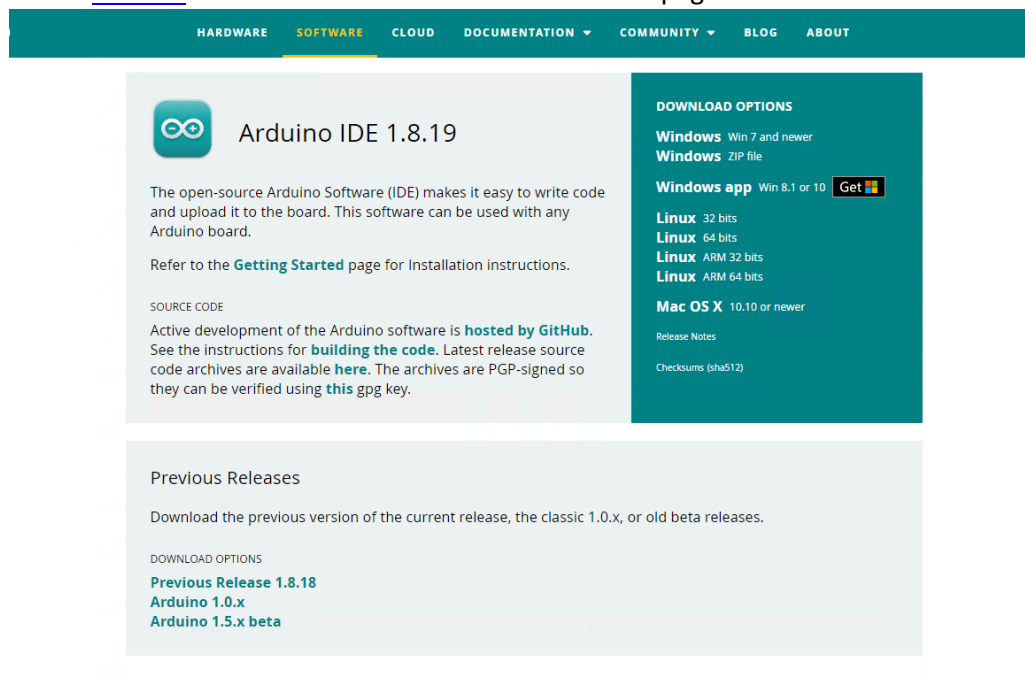 HARDWARE SOFTWARE CLOUD DOCUMENTATION COMMUNITY BLOG ABOUT
Arduino IDE 1.8.19
The open-source Arduino Software (IDE) makes it easy to write code
and upload it to the board. This software can be used with any
Arduino board.
Refer to the Getting Started page for Installation instructions.
SOURCE CODE
Active development of the Arduino software is hosted by GitHub.
See the instructions for building the code. Latest release source
code archives are available here. The archives are PGP-signed so
they can be verified using this gpg key.
DOWNLOAD OPTIONS
Windows Win 7 and newer
Windows ZIP file
Windows app Win 8.1 or 10 Get
Linux 32 bits
Linux 64 bits
Linux ARM 32 bits
Linux ARM 64 bits
Mac OS X 10.10 or newer
Release Notes
Checksums (sha512)
Previous Releases
Download the previous version of the current release, the classic 1.0.x, or old beta releases.
DOWNLOAD OPTIONS
Previous Release 1.8.18
Arduino 1.0.x
Arduino 1.5.x beta